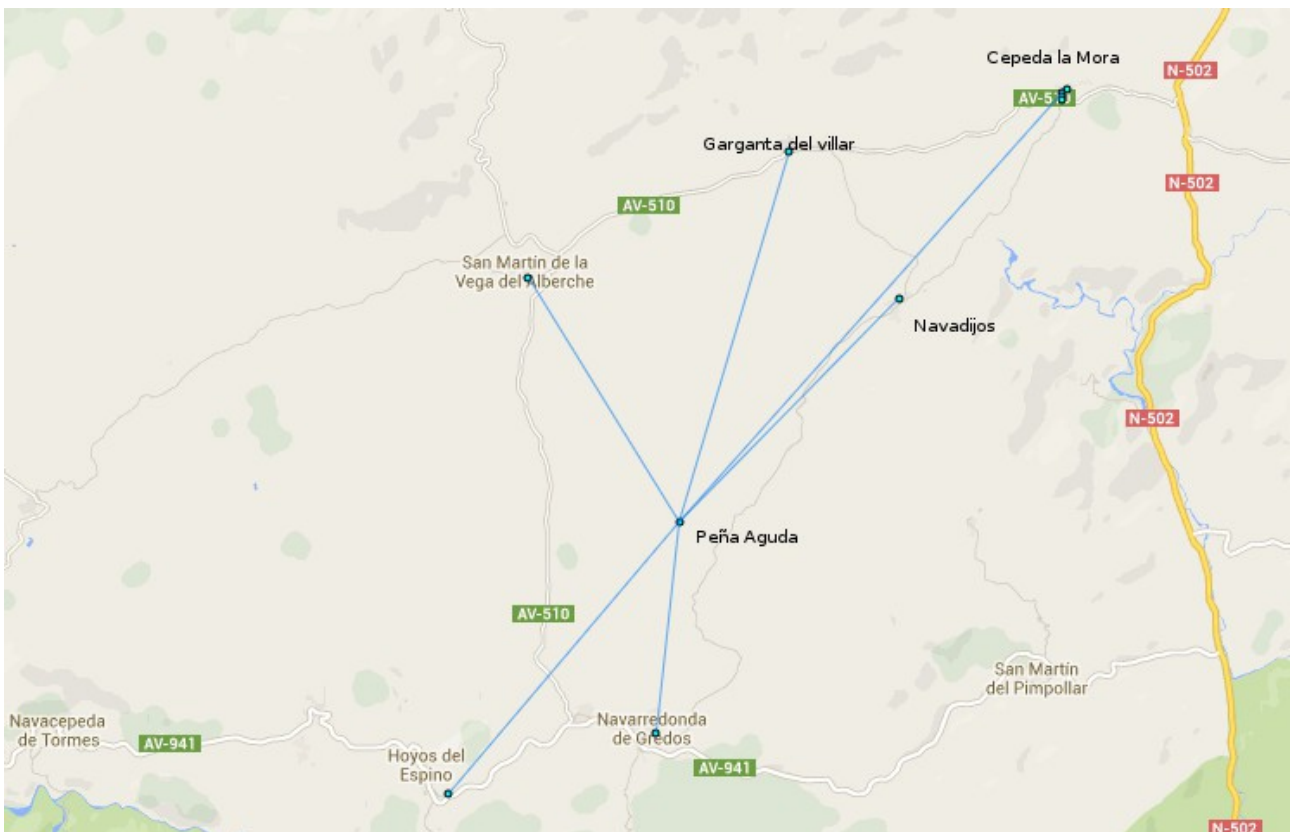 Cepeda la Mora
N-502
AV-510
Garganta del villar
N-502
AV-510
San Martín de la
Vega del Alberche
Navadijos
N-502
Peña Aguda
AV-510
San Martín
del Pimpollar
Navacepeda
de Tormes
AV-941
Hoyos del
Espino
Navarredonda
de Gredos
AV-941
N-502